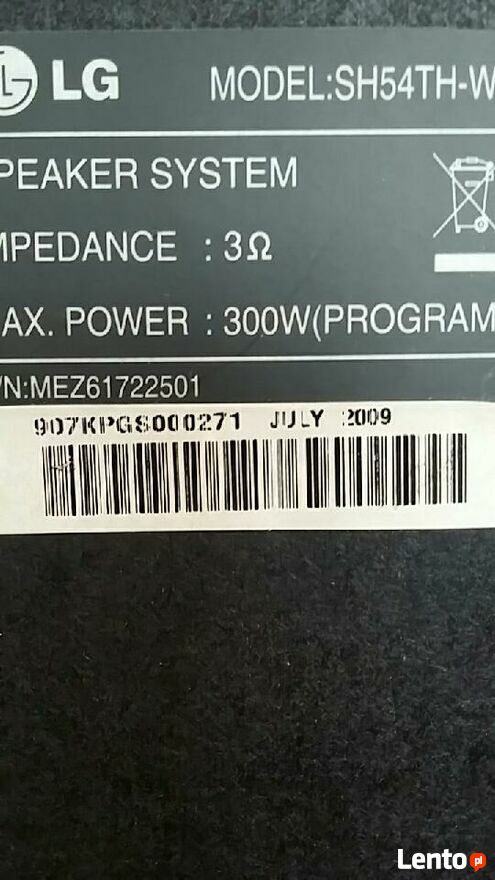 LG MODEL:SH54TH-W
PEAKER SYSTEM
MPEDANCE : 3Ω
AX. POWER : 300W(PROGRAM
/N:MEZ61722501
907KPGS000271 JULY 2009
Lento.pl